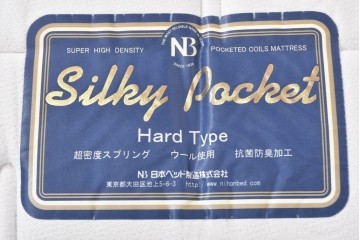 SUPER HIGH DENSITY
NB
POCKETED COILS MATTRESS
SINCE 1926
Silky Pocket
Hard Type
超密度スプリング ウール使用 抗菌防臭加工
NB 日本ベッド製造株式会社
東京都大田区池上5-6-3 http://www.nihonbed.com